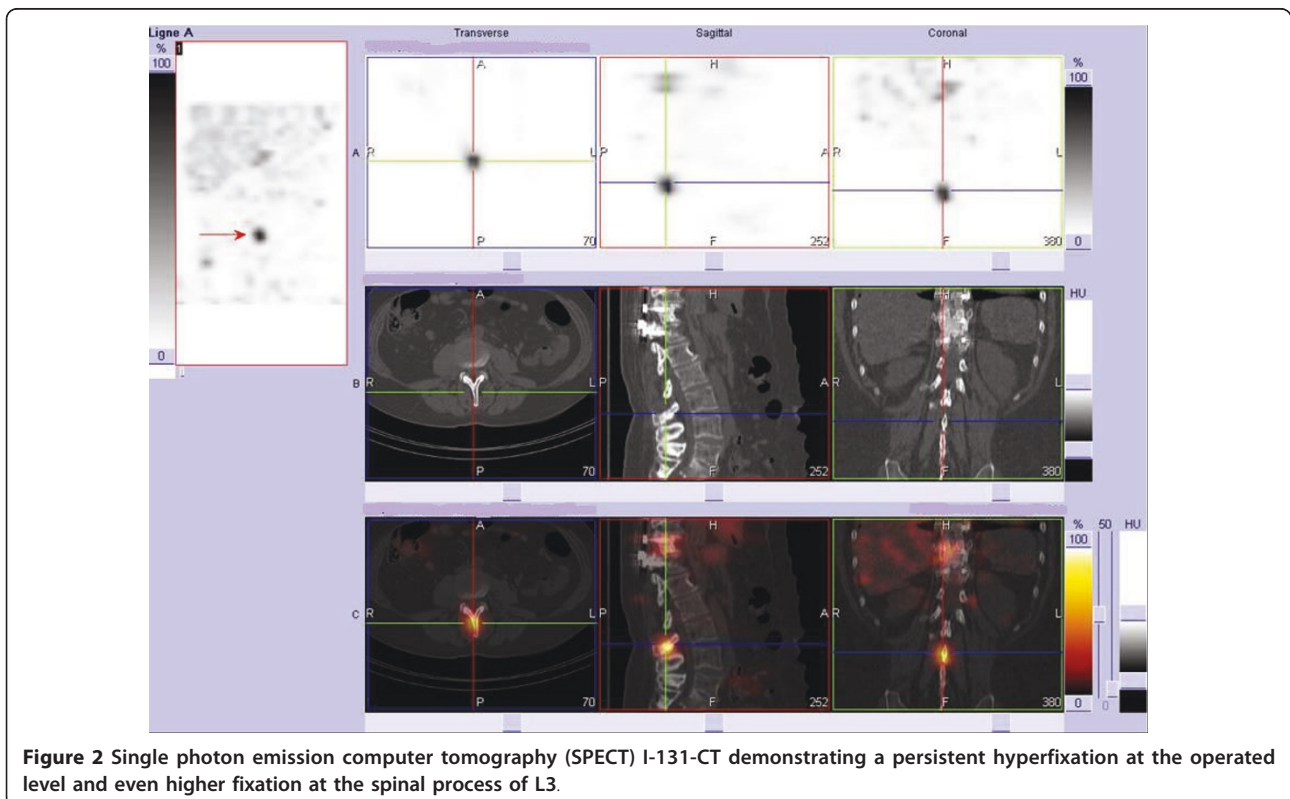 Ligne A
Transverse Sagittal Coronal
%
100
0
1
A
R L
A
P
70
H
P A
F
252
H
R L
F
380
%
100
0
B
R L
A
P
70
H
P A
F
252
H
R L
F
380
HU
C
R L
A
P
70
H
P A
F
252
H
R L
F
380
% 50 HU
100
0
0
Figure 2 Single photon emission computer tomography (SPECT) I-131-CT demonstrating a persistent hyperfixation at the operated
level and even higher fixation at the spinal process of L3.